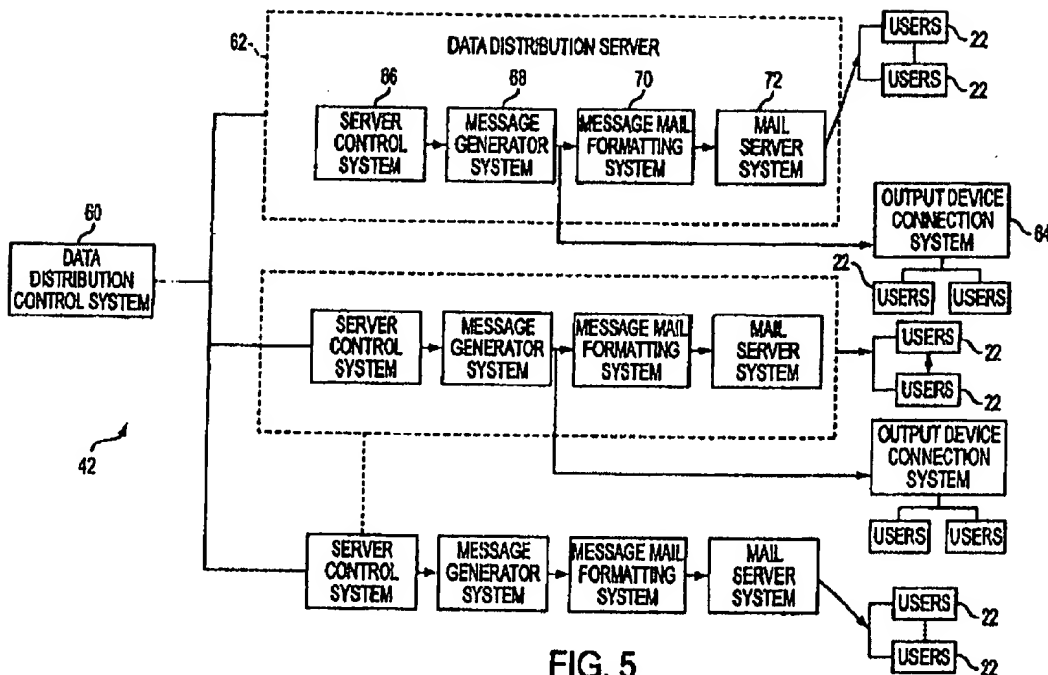 62
DATA DISTRIBUTION SERVER
USERS
22
USERS
22
66
68
70
72
SERVER
CONTROL
SYSTEM
MESSAGE
GENERATOR
SYSTEM
MESSAGE MAIL
FORMATTING
SYSTEM
MAIL
SERVER
SYSTEM
60
DATA
DISTRIBUTION
CONTROL SYSTEM
OUTPUT DEVICE
CONNECTION
SYSTEM
64
22
USERS
USERS
SERVER
CONTROL
SYSTEM
MESSAGE
GENERATOR
SYSTEM
MESSAGE MAIL
FORMATTING
SYSTEM
MAIL
SERVER
SYSTEM
USERS
22
USERS
22
42
OUTPUT DEVICE
CONNECTION
SYSTEM
USERS
USERS
SERVER
CONTROL
SYSTEM
MESSAGE
GENERATOR
SYSTEM
MESSAGE MAIL
FORMATTING
SYSTEM
MAIL
SERVER
SYSTEM
USERS
22
USERS
22
FIG. 5